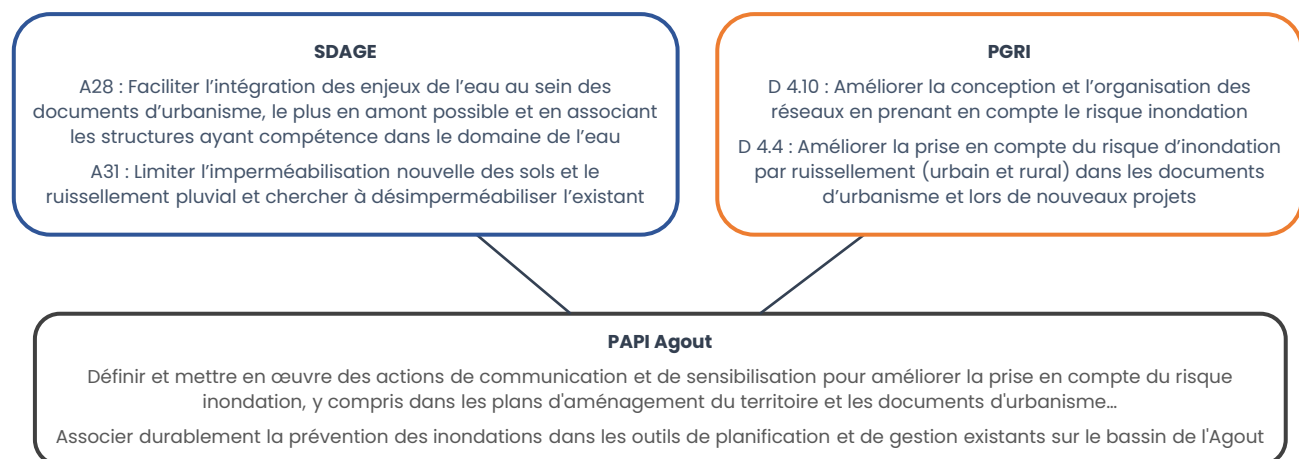 SDAGE
A28 : Faciliter l’intégration des enjeux de l’eau au sein des
documents d’urbanisme, le plus en amont possible et en associant
les structures ayant compétence dans le domaine de l’eau
A31 : Limiter l’imperméabilisation nouvelle des sols et le
ruissellement pluvial et chercher à désimperméabiliser l’existant
PGRI
D 4.10 : Améliorer la conception et l’organisation des
réseaux en prenant en compte le risque inondation
D 4.4 : Améliorer la prise en compte du risque d’inondation
par ruissellement (urbain et rural) dans les documents
d’urbanisme et lors de nouveaux projets
PAPI Agout
Définir et mettre en œuvre des actions de communication et de sensibilisation pour améliorer la prise en compte du risque
inondation, y compris dans les plans d'aménagement du territoire et les documents d'urbanisme…
Associer durablement la prévention des inondations dans les outils de planification et de gestion existants sur le bassin de l'Agout